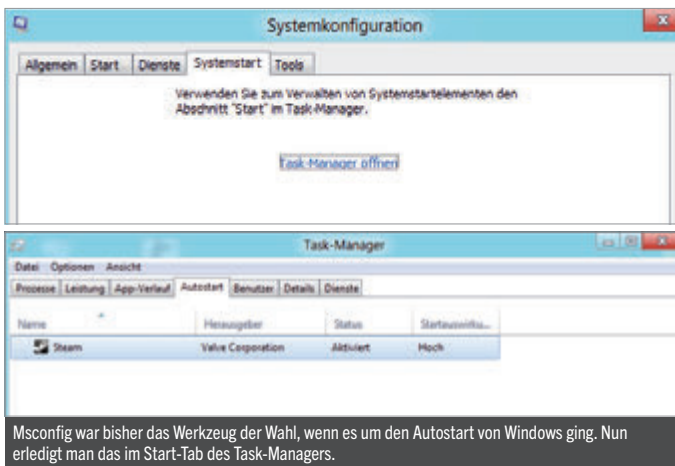 Systemkonfiguration
Allgemein Start Dienste Systemstart Tools
Verwenden Sie zum Verwalten von Systemstartelementen den
Abschnitt "Start" im Task-Manager.
Task-Manager öffnen
Task-Manager
Datei Optionen Ansicht
Prozesse Leistung App-Verlauf Autostart Benutzer Details Dienste
Name Herausgeber Status Startauswirku...
Steam Valve Corporation Aktiviert Hoch
Msconfig war bisher das Werkzeug der Wahl, wenn es um den Autostart von Windows ging. Nun
erledigt man das im Start-Tab des Task-Managers.